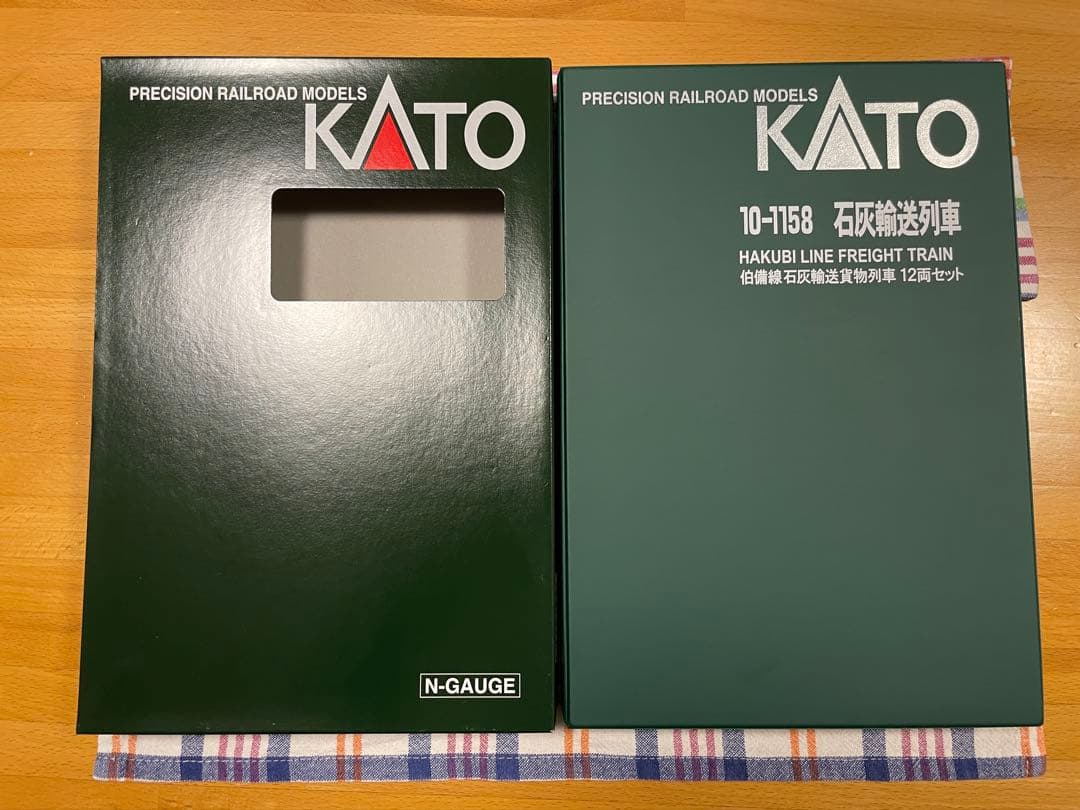 PRECISION RAILROAD MODELS
KATO
N-GAUGE
PRECISION RAILROAD MODELS
KATO
10-1158 石灰輸送列車
HAKUBI LINE FREIGHT TRAIN
伯備線石灰輸送貨物列車 12両セット